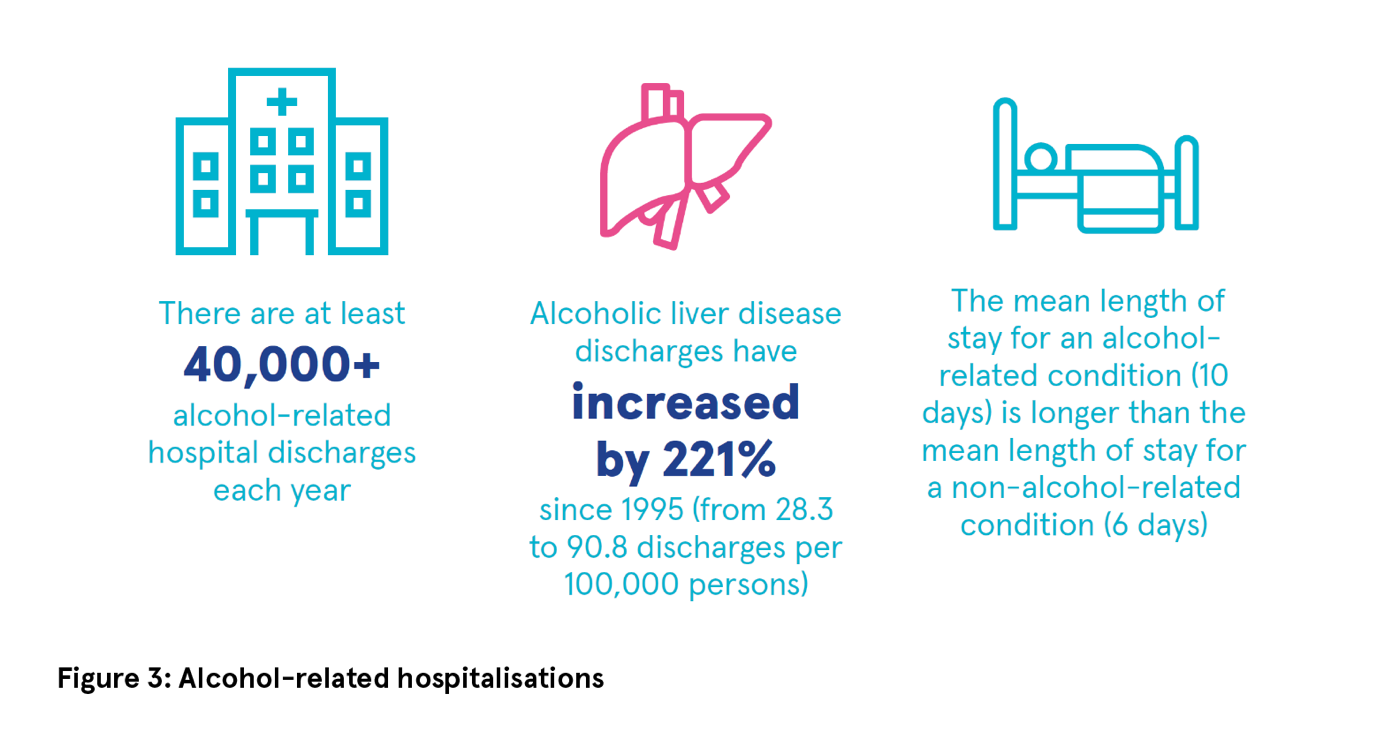 There are at least
40,000+
alcohol-related
hospital discharges
each year
Alcoholic liver disease
discharges have
increased
by 221%
since 1995 (from 28.3
to 90.8 discharges per
100,000 persons)
The mean length of
stay for an alcohol-
related condition (10
days) is longer than the
mean length of stay for
a non-alcohol-related
condition (6 days)
Figure 3: Alcohol-related hospitalisations